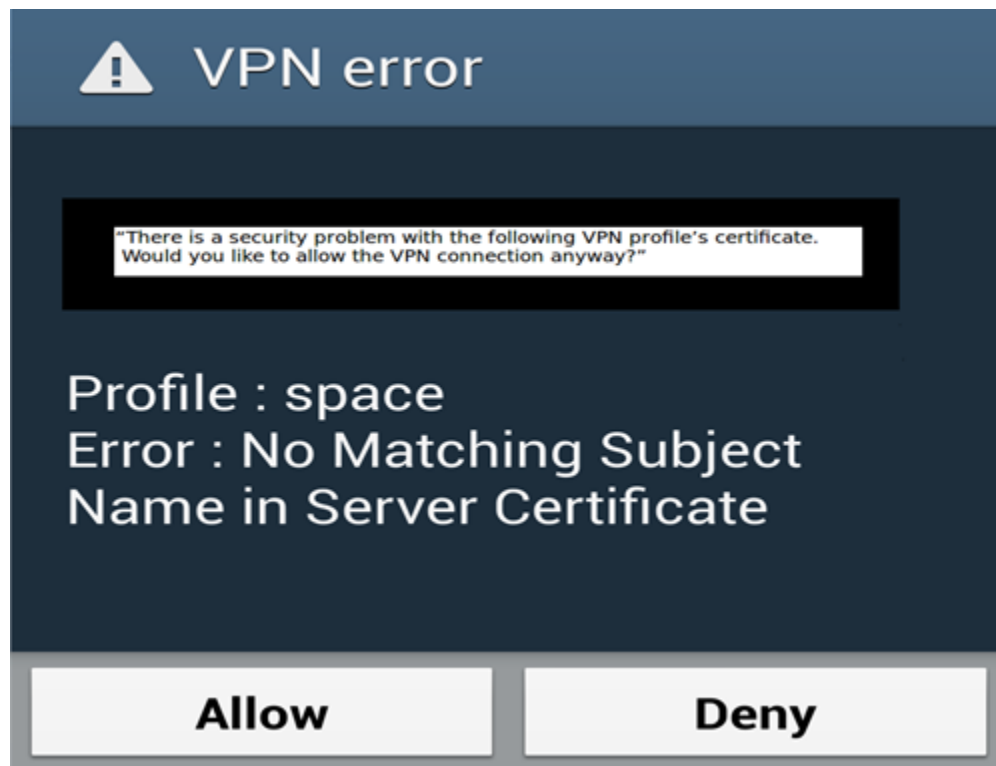 VPN error
“There is a security problem with the following VPN profile’s certificate.
Would you like to allow the VPN connection anyway?”
Profile : space
Error : No Matching Subject
Name in Server Certificate
Allow
Deny